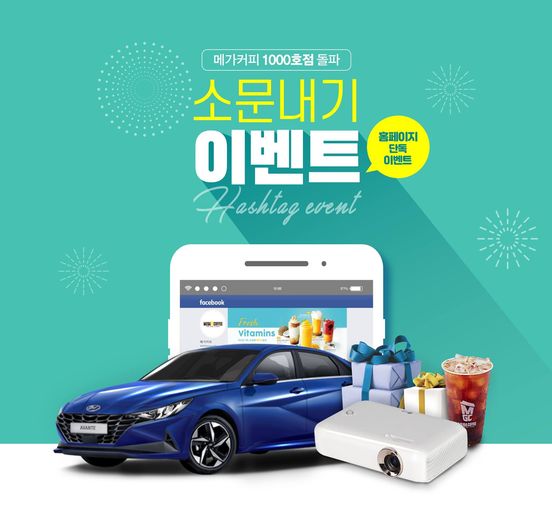 메가커피 1000호점 돌파
소문내기
이벤트
홈페이지
단독
이벤트
Hashtag event
facebook
Fresh
Vitamins
AVANTE
MGC